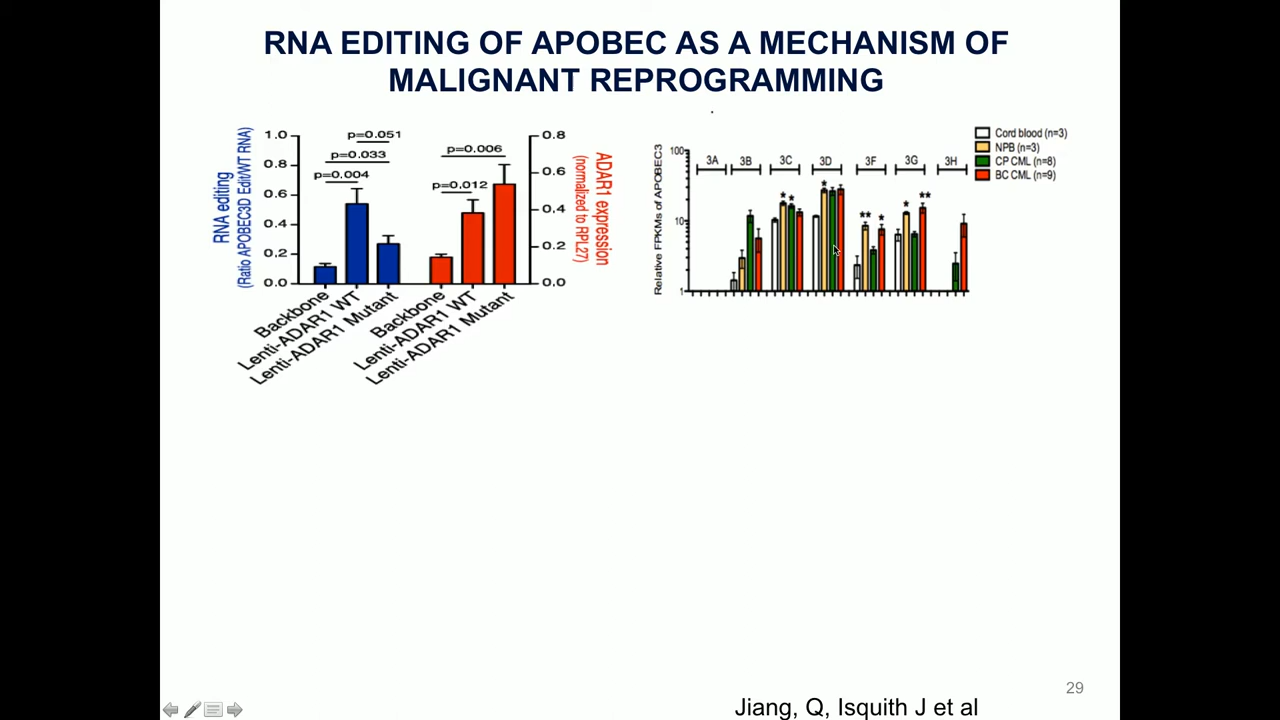 RNA EDITING OF APOBEC AS A MECHANISM OF
MALIGNANT REPROGRAMMING
RNA editing
(Ratio APOBEC3D Edit/WT RNA)
1.0
0.8
0.6
0.4
0.2
0.0
p=0.051
p=0.033
p=0.004
p=0.006
p=0.012
0.8
0.6
0.4
0.2
0.0
ADAR1 expression
(normalized to RPL27)
Backbone
Lenti-ADAR1 WT
Lenti-ADAR1 Mutant
Backbone
Lenti-ADAR1 WT
Lenti-ADAR1 Mutant
Cord blood (n=3)
NPB (n=3)
CP CML (n=8)
BC CML (n=9)
Relative FPKMs of APOBEC3
100
10
1
3A 3B 3C 3D 3F 3G 3H
* * * ** * * **
29
Jiang, Q, Isquith J et al